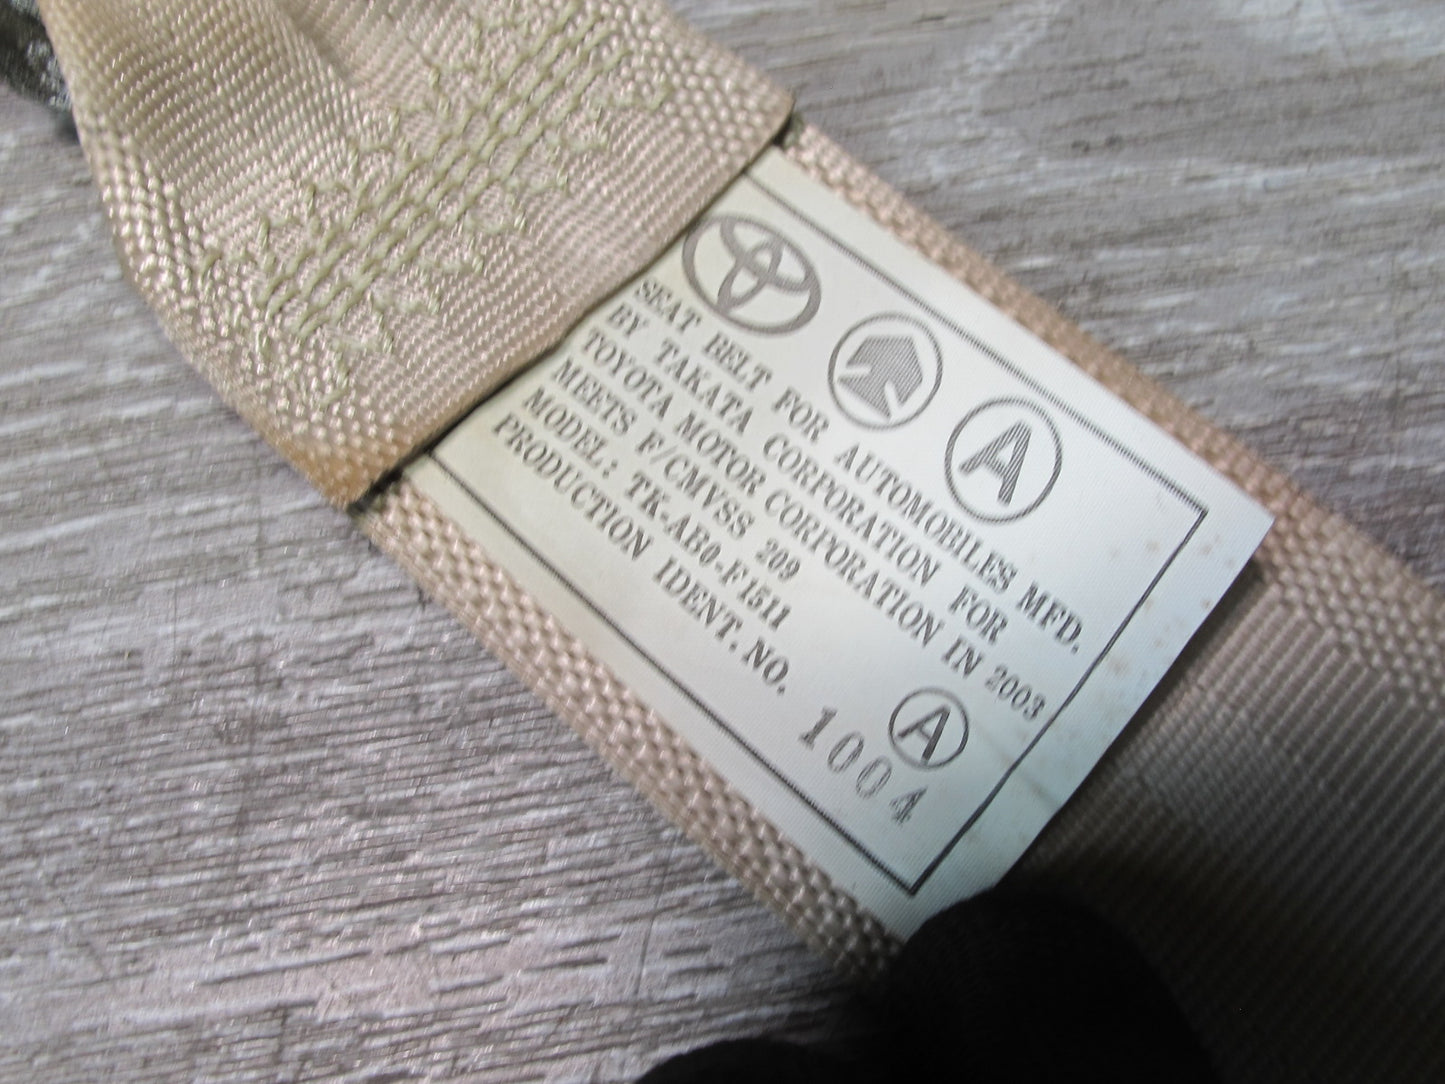 A
SEAT BELT FOR AUTOMOBILES MFD.
BY TAKATA CORPORATION FOR
TOYOTA MOTOR CORPORATION IN 2003
MEETS F/CMVSS 209
MODEL: TK-AB0-F1511
PRODUCTION IDENT. NO.
A
1004